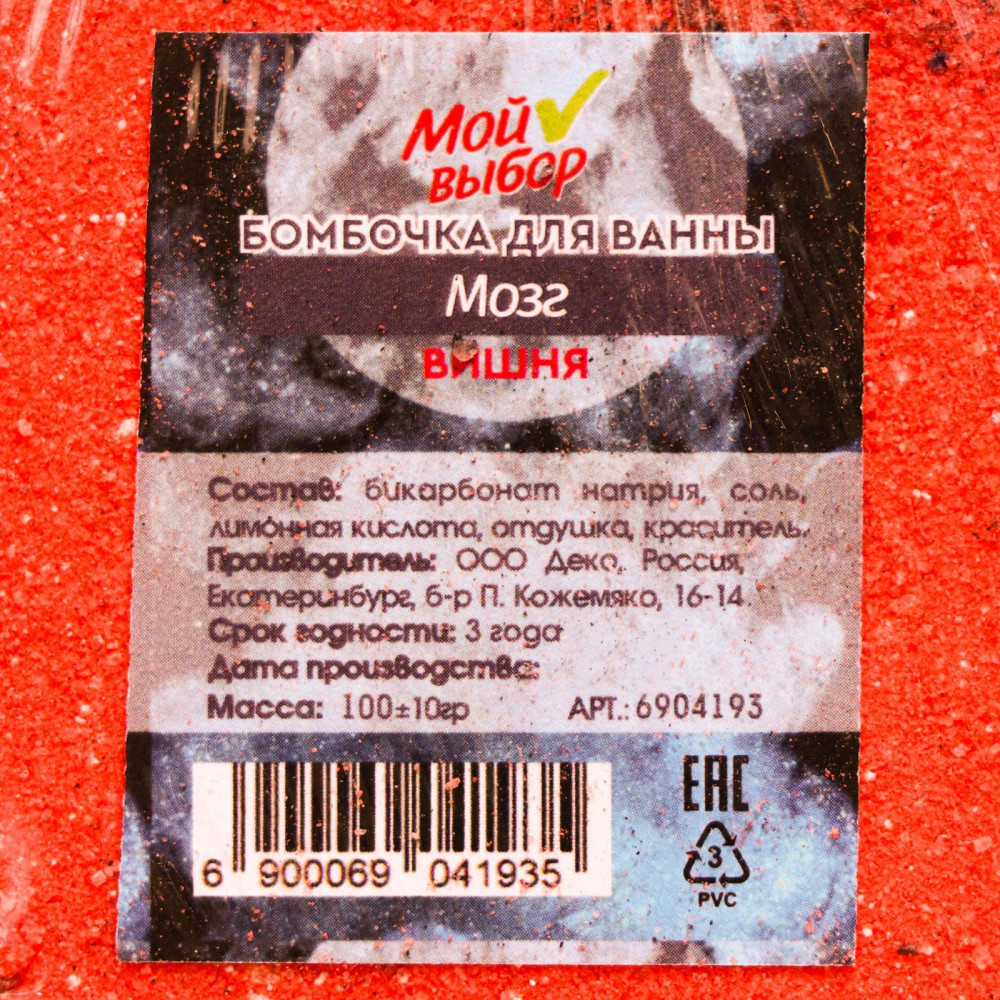 Мой
выбор
БОМБОЧКА ДЛЯ ВАННЫ
Мозг
ВИШНЯ
Состав: бикарбонат натрия, соль,
лимонная кислота, отдушка, краситель.
Производитель: ООО Деко, Россия,
Екатеринбург, б-р П. Кожемяко, 16-14.
Срок годности: 3 года
Дата производства:
Масса: 100±10гр АРТ.: 6904193
EAC
3
PVC
6 900069 041935